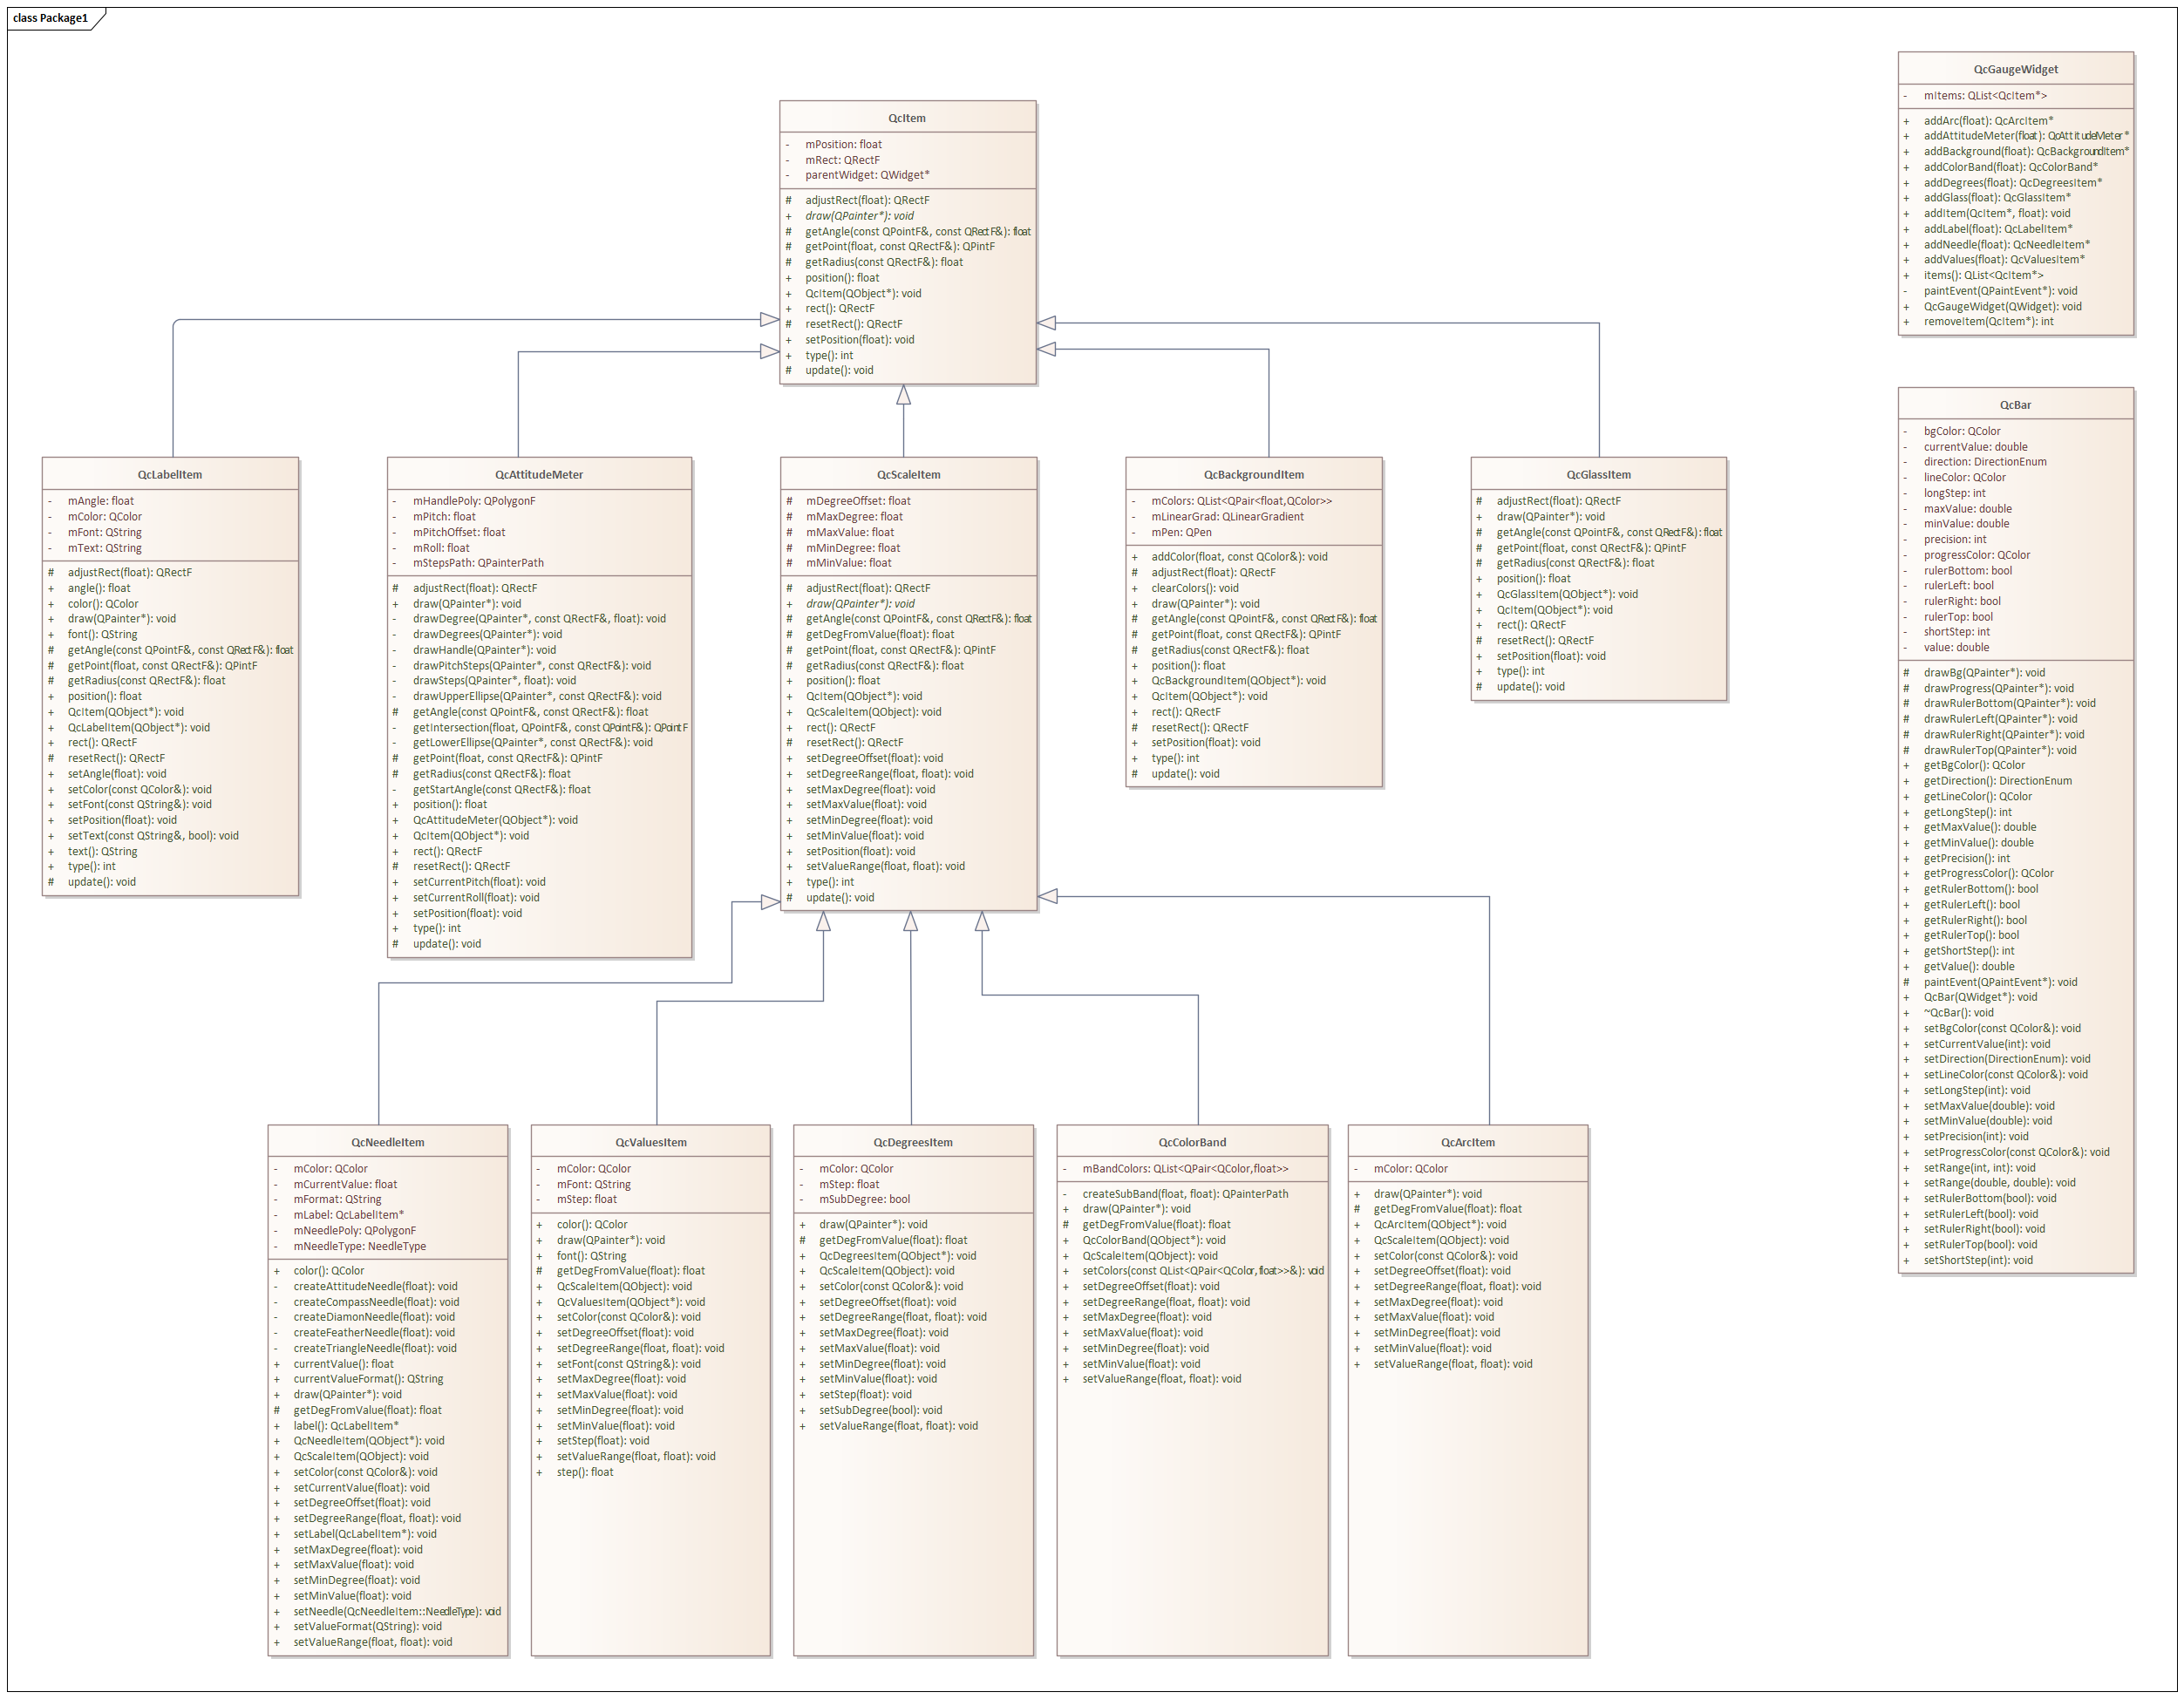 class Package1
QcItem
- mPosition: float
- mRect: QRectF
- parentWidget: QWidget*
# adjustRect(float): QRectF
+ draw(QPainter*): void
# getAngle(const QPointF&, const QRectF&): float
# getPoint(float, const QRectF&): QPintF
# getRadius(const QRectF&): float
+ position(): float
+ QcItem(QObject*): void
+ rect(): QRectF
# resetRect(): QRectF
+ setPosition(float): void
+ type(): int
# update(): void
QcGaugeWidget
- mItems: QList<QcItem*>
+ addArc(float): QcArcItem*
+ addAttitudeMeter(float): QcAttitudeMeter*
+ addBackground(float): QcBackgroundItem*
+ addColorBand(float): QcColorBand*
+ addDegrees(float): QcDegreesItem*
+ addGlass(float): QcGlassItem*
+ addItem(QcItem*, float): void
+ addLabel(float): QcLabelItem*
+ addNeedle(float): QcNeedleItem*
+ addValues(float): QcValuesItem*
+ items(): QList<QcItem*>
- paintEvent(QPaintEvent*): void
+ QcGaugeWidget(QWidget): void
+ removeItem(QcItem*): int
QcLabelItem
- mAngle: float
- mColor: QColor
- mFont: QString
- mText: QString
# adjustRect(float): QRectF
+ angle(): float
+ color(): QColor
+ draw(QPainter*): void
+ font(): QString
# getAngle(const QPointF&, const QRectF&): float
# getPoint(float, const QRectF&): QPintF
# getRadius(const QRectF&): float
+ position(): float
+ QcItem(QObject*): void
+ QcLabelItem(QObject*): void
+ rect(): QRectF
# resetRect(): QRectF
+ setAngle(float): void
+ setColor(const QColor&): void
+ setFont(const QString&): void
+ setPosition(float): void
+ setText(const QString&, bool): void
+ text(): QString
+ type(): int
# update(): void
QcAttitudeMeter
- mHandlePoly: QPolygonF
- mPitch: float
- mPitchOffset: float
- mRoll: float
- mStepsPath: QPainterPath
# adjustRect(float): QRectF
+ draw(QPainter*): void
- drawDegree(QPainter*, const QRectF&, float): void
- drawDegrees(QPainter*): void
- drawHandle(QPainter*): void
- drawPitchSteps(QPainter*, const QRectF&): void
- drawSteps(QPainter*, float): void
- drawUpperEllipse(QPainter*, const QRectF&): void
# getAngle(const QPointF&, const QRectF&): float
- getIntersection(float, QPointF&, const QPointF&): QPointF
- getLowerEllipse(QPainter*, const QRectF&): void
# getPoint(float, const QRectF&): QPintF
# getRadius(const QRectF&): float
- getStartAngle(const QRectF&): float
+ position(): float
+ QcAttitudeMeter(QObject*): void
+ QcItem(QObject*): void
+ rect(): QRectF
# resetRect(): QRectF
+ setCurrentPitch(float): void
+ setCurrentRoll(float): void
+ setPosition(float): void
+ type(): int
# update(): void
QcScaleItem
# mDegreeOffset: float
# mMaxDegree: float
# mMaxValue: float
# mMinDegree: float
# mMinValue: float
# adjustRect(float): QRectF
+ draw(QPainter*): void
# getAngle(const QPointF&, const QRectF&): float
# getDegFromValue(float): float
# getPoint(float, const QRectF&): QPintF
# getRadius(const QRectF&): float
+ position(): float
+ QcItem(QObject*): void
+ QcScaleItem(QObject): void
+ rect(): QRectF
# resetRect(): QRectF
+ setDegreeOffset(float): void
+ setDegreeRange(float, float): void
+ setMaxDegree(float): void
+ setMaxValue(float): void
+ setMinDegree(float): void
+ setMinValue(float): void
+ setPosition(float): void
+ setValueRange(float, float): void
+ type(): int
# update(): void
QcBackgroundItem
- mColors: QList<QPair<float,QColor>>
- mLinearGrad: QLinearGradient
- mPen: QPen
+ addColor(float, const QColor&): void
# adjustRect(float): QRectF
+ clearColors(): void
+ draw(QPainter*): void
# getAngle(const QPointF&, const QRectF&): float
# getPoint(float, const QRectF&): QPintF
# getRadius(const QRectF&): float
+ position(): float
+ QcBackgroundItem(QObject*): void
+ QcItem(QObject*): void
+ rect(): QRectF
# resetRect(): QRectF
+ setPosition(float): void
+ type(): int
# update(): void
QcGlassItem
# adjustRect(float): QRectF
+ draw(QPainter*): void
# getAngle(const QPointF&, const QRectF&): float
# getPoint(float, const QRectF&): QPintF
# getRadius(const QRectF&): float
+ position(): float
+ QcGlassItem(QObject*): void
+ QcItem(QObject*): void
+ rect(): QRectF
# resetRect(): QRectF
+ setPosition(float): void
+ type(): int
# update(): void
QcBar
- bgColor: QColor
- currentValue: double
- direction: DirectionEnum
- lineColor: QColor
- longStep: int
- maxValue: double
- minValue: double
- precision: int
- progressColor: QColor
- rulerBottom: bool
- rulerLeft: bool
- rulerRight: bool
- rulerTop: bool
- shortStep: int
- value: double
# drawBg(QPainter*): void
# drawProgress(QPainter*): void
# drawRulerBottom(QPainter*): void
# drawRulerLeft(QPainter*): void
# drawRulerRight(QPainter*): void
# drawRulerTop(QPainter*): void
+ getBgColor(): QColor
+ getDirection(): DirectionEnum
+ getLineColor(): QColor
+ getLongStep(): int
+ getMaxValue(): double
+ getMinValue(): double
+ getPrecision(): int
+ getProgressColor(): QColor
+ getRulerBottom(): bool
+ getRulerLeft(): bool
+ getRulerRight(): bool
+ getRulerTop(): bool
+ getShortStep(): int
+ getValue(): double
# paintEvent(QPaintEvent*): void
+ QcBar(QWidget*): void
+ ~QcBar(): void
+ setBgColor(const QColor&): void
+ setCurrentValue(int): void
+ setDirection(DirectionEnum): void
+ setLineColor(const QColor&): void
+ setLongStep(int): void
+ setMaxValue(double): void
+ setMinValue(double): void
+ setPrecision(int): void
+ setProgressColor(const QColor&): void
+ setRange(int, int): void
+ setRange(double, double): void
+ setRulerBottom(bool): void
+ setRulerLeft(bool): void
+ setRulerRight(bool): void
+ setRulerTop(bool): void
+ setShortStep(int): void
QcNeedleItem
- mColor: QColor
- mCurrentValue: float
- mFormat: QString
- mLabel: QcLabelItem*
- mNeedlePoly: QPolygonF
- mNeedleType: NeedleType
+ color(): QColor
- createAttitudeNeedle(float): void
- createCompassNeedle(float): void
- createDiamonNeedle(float): void
- createFeatherNeedle(float): void
- createTriangleNeedle(float): void
+ currentValue(): float
+ currentValueFormat(): QString
+ draw(QPainter*): void
# getDegFromValue(float): float
+ label(): QcLabelItem*
+ QcNeedleItem(QObject*): void
+ QcScaleItem(QObject): void
+ setColor(const QColor&): void
+ setCurrentValue(float): void
+ setDegreeOffset(float): void
+ setDegreeRange(float, float): void
+ setLabel(QcLabelItem*): void
+ setMaxDegree(float): void
+ setMaxValue(float): void
+ setMinDegree(float): void
+ setMinValue(float): void
+ setNeedle(QcNeedleItem::NeedleType): void
+ setValueFormat(QString): void
+ setValueRange(float, float): void
QcValuesItem
- mColor: QColor
- mFont: QString
- mStep: float
+ color(): QColor
+ draw(QPainter*): void
+ font(): QString
# getDegFromValue(float): float
+ QcScaleItem(QObject): void
+ QcValuesItem(QObject*): void
+ setColor(const QColor&): void
+ setDegreeOffset(float): void
+ setDegreeRange(float, float): void
+ setFont(const QString&): void
+ setMaxDegree(float): void
+ setMaxValue(float): void
+ setMinDegree(float): void
+ setMinValue(float): void
+ setStep(float): void
+ setValueRange(float, float): void
+ step(): float
QcDegreesItem
- mColor: QColor
- mStep: float
- mSubDegree: bool
+ draw(QPainter*): void
# getDegFromValue(float): float
+ QcDegreesItem(QObject*): void
+ QcScaleItem(QObject): void
+ setColor(const QColor&): void
+ setDegreeOffset(float): void
+ setDegreeRange(float, float): void
+ setMaxDegree(float): void
+ setMaxValue(float): void
+ setMinDegree(float): void
+ setMinValue(float): void
+ setStep(float): void
+ setSubDegree(bool): void
+ setValueRange(float, float): void
QcColorBand
- mBandColors: QList<QPair<QColor,float>>
- createSubBand(float, float): QPainterPath
+ draw(QPainter*): void
# getDegFromValue(float): float
+ QcColorBand(QObject*): void
+ QcScaleItem(QObject): void
+ setColors(const QList<QPair<QColor,float>>&): void
+ setDegreeOffset(float): void
+ setDegreeRange(float, float): void
+ setMaxDegree(float): void
+ setMaxValue(float): void
+ setMinDegree(float): void
+ setMinValue(float): void
+ setValueRange(float, float): void
QcArcItem
- mColor: QColor
+ draw(QPainter*): void
# getDegFromValue(float): float
+ QcArcItem(QObject*): void
+ QcScaleItem(QObject): void
+ setColor(const QColor&): void
+ setDegreeOffset(float): void
+ setDegreeRange(float, float): void
+ setMaxDegree(float): void
+ setMaxValue(float): void
+ setMinDegree(float): void
+ setMinValue(float): void
+ setValueRange(float, float): void